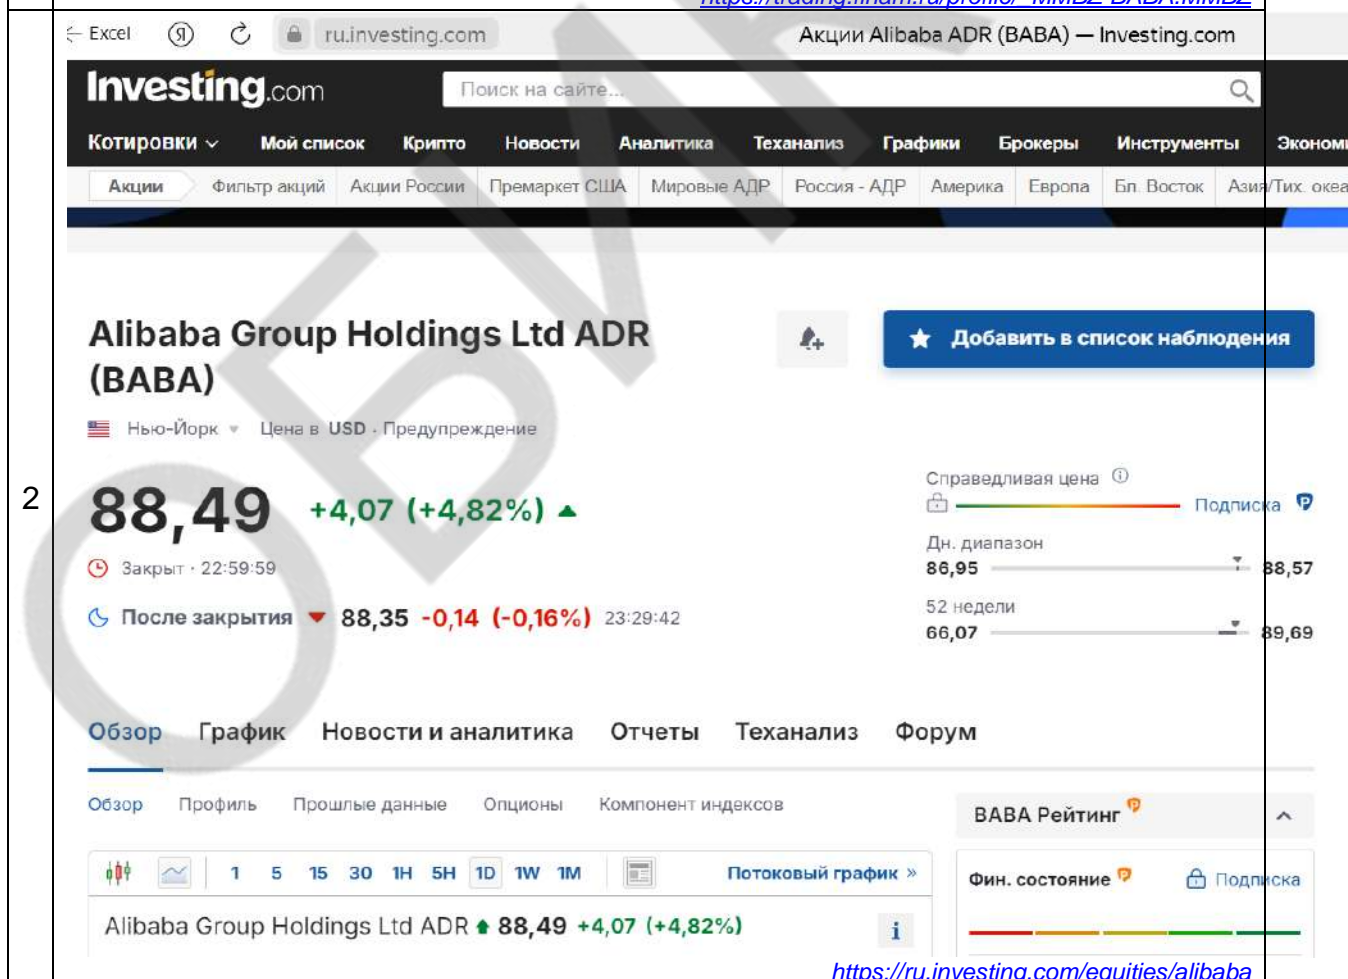 https://trading.finam.ru/profile/~MMBZ-BABA.MMBZ
← Excel ru.investing.com Акции Alibaba ADR (BABA) — Investing.com
Investing.com Поиск на сайте...
Котировки Мой список Крипто Новости Аналитика Теханализ Графики Брокеры Инструменты Эконом
Акции Фильтр акций Акции России Премаркет США Мировые АДР Россия - АДР Америка Европа Бл. Восток Азия/Тих. океа
Alibaba Group Holdings Ltd ADR
(BABA)
Добавить в список наблюдения
Нью-Йорк Цена в USD · Предупреждение
2
88,49 +4,07 (+4,82%)
Закрыт · 22:59:59
После закрытия 88,35 -0,14 (-0,16%) 23:29:42
Справедливая цена
Подписка
Дн. диапазон
86,95 88,57
52 недели
66,07 89,69
Обзор График Новости и аналитика Отчеты Теханализ Форум
Обзор Профиль Прошлые данные Опционы Компонент индексов
BABA Рейтинг
1 5 15 30 1H 5H 1D 1W 1M Потоковый график »
Фин. состояние Подписка
Alibaba Group Holdings Ltd ADR 88,49 +4,07 (+4,82%)
https://ru.investing.com/equities/alibaba